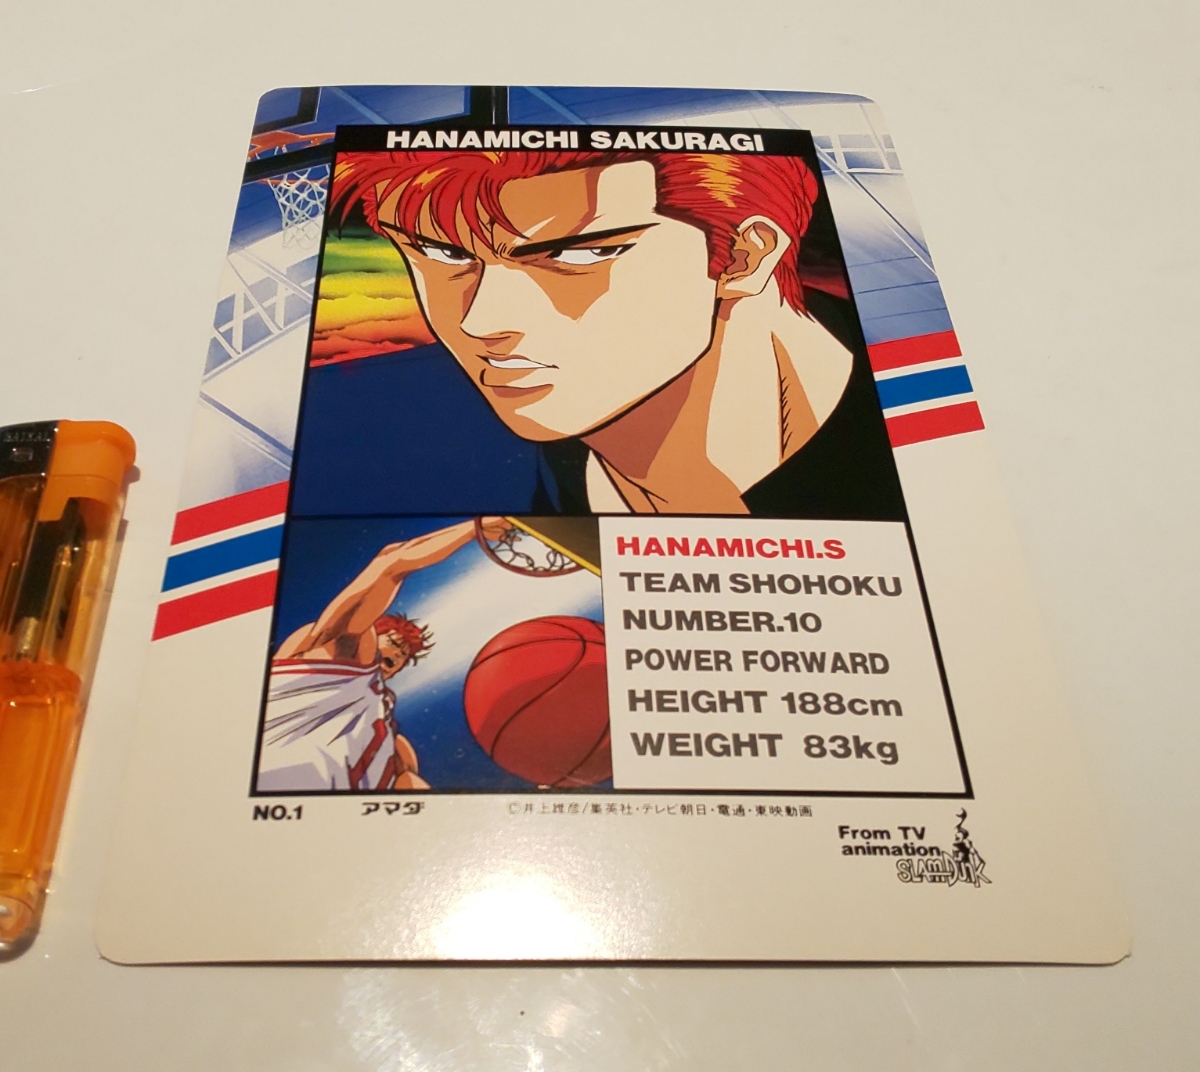 HANAMICHI SAKURAGI
HANAMICHI.S
TEAM SHOHOKU
NUMBER.10
POWER FORWARD
HEIGHT 188cm
WEIGHT 83kg
NO.1 アマダ ©井上雄彦/集英社・テレビ朝日・電通・東映動画
From TV
animation
SLAM DUNK